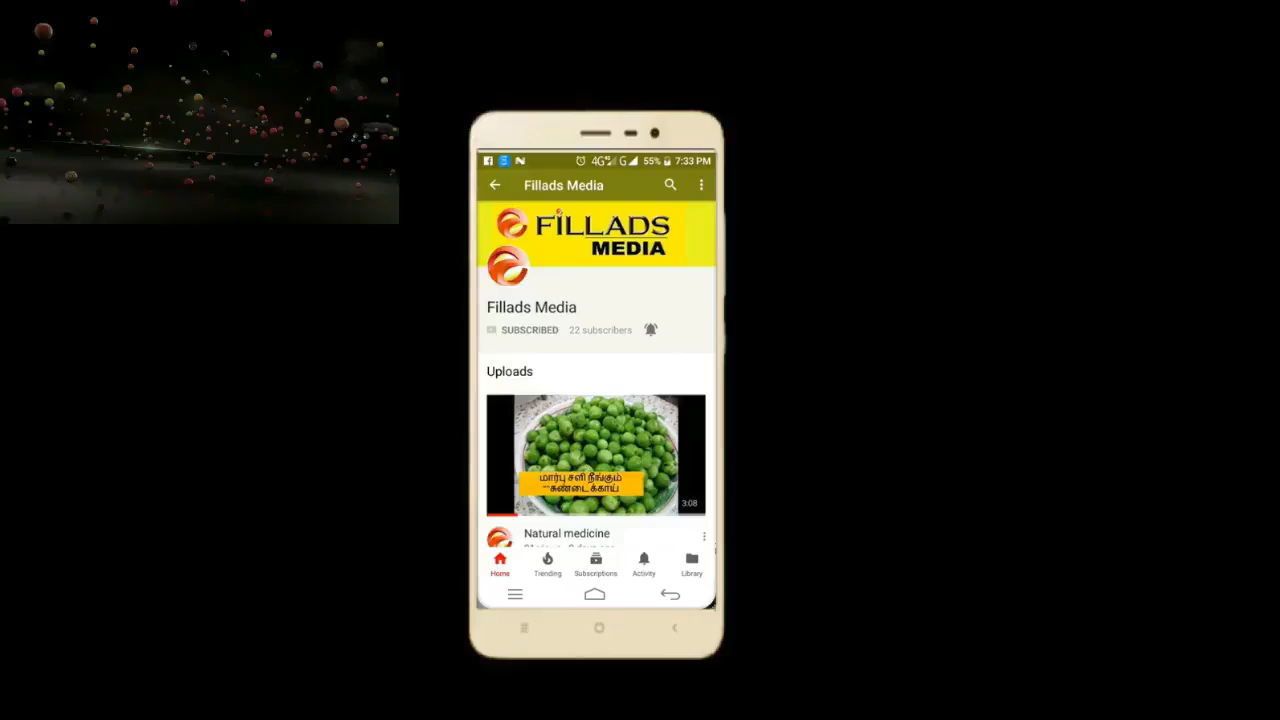 4G G 55% 7:33 PM
Fillads Media
FiLLADS
MEDIA
Fillads Media
SUBSCRIBED 22 subscribers
Uploads
மார்பு சளி நீங்கும்
சுண்டைக்காய்
3:08
Natural medicine
Home Trending Subscriptions Activity Library